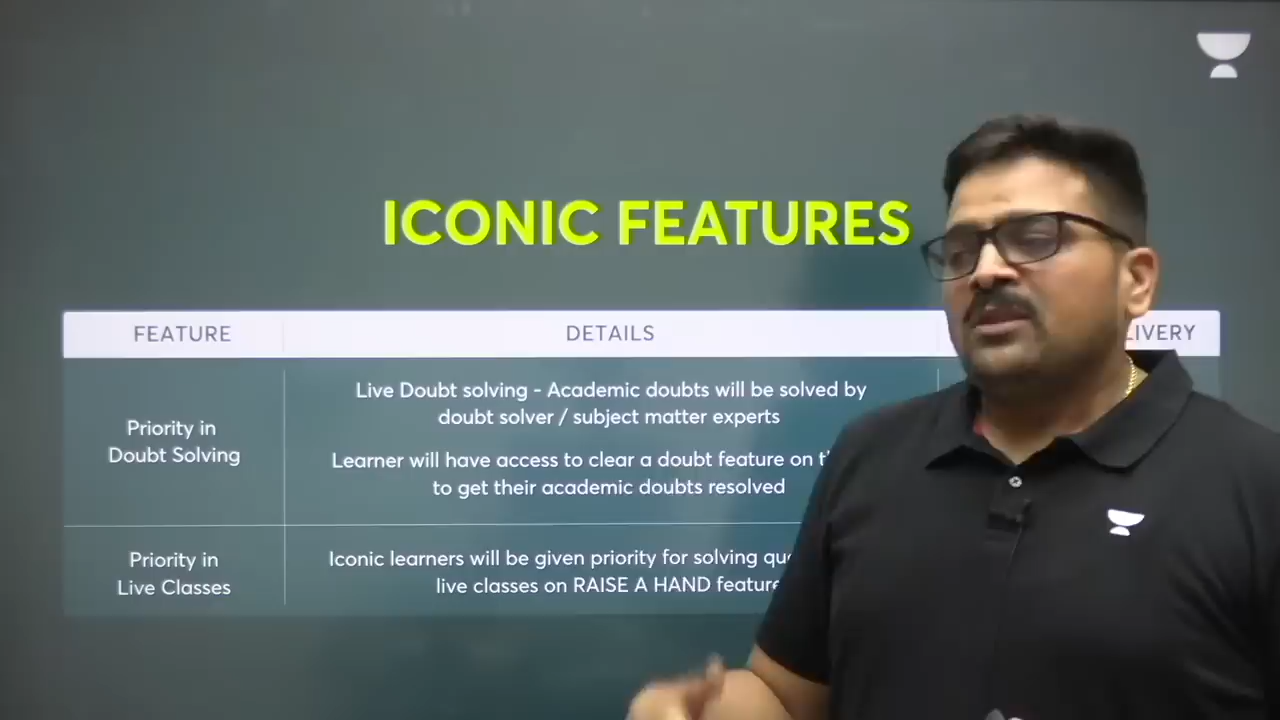 ICONIC FEATURES
FEATURE
DETAILS
LIVERY
Priority in
Doubt Solving
Live Doubt solving - Academic doubts will be solved by
doubt solver / subject matter experts
Learner will have access to clear a doubt feature on
to get their academic doubts resolved
Priority in
Live Classes
Iconic learners will be given priority for solving
live classes on RAISE A HAND feature